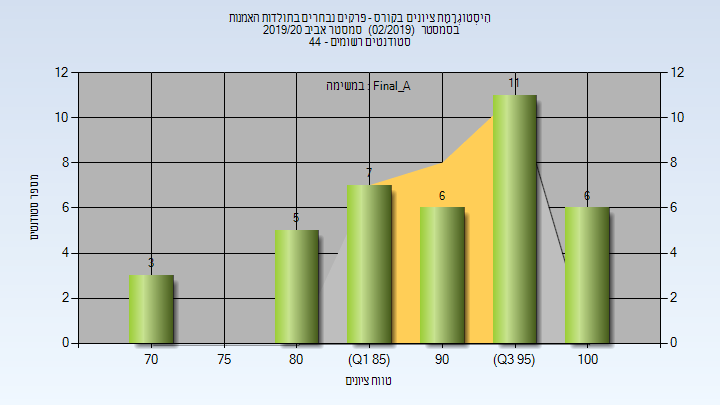 היסטוגרמת ציונים בקורס - פרקים נבחרים בתולדות האמנות
בסמסטר (02/2019) סמסטר אביב 2019/20
סטודנטים רשומים - 44
במשימה : Final_A
12 12
11
10 10
8 8
7
6 6
6 6
5
4 4
3
2 2
0 0
מספר סטודנטים
70 75 80 (Q1 85) 90 (Q3 95) 100
טווח ציונים